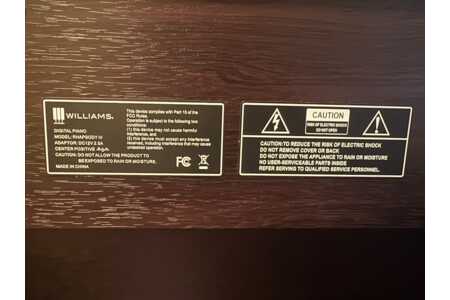 WILLIAMS
DIGITAL PIANO
MODEL: RHAPSODY III
ADAPTOR: DC12V 2.5A
CENTER POSITIVE
CAUTION: DO NOT ALLOW THE PRODUCT TO
BE EXPOSED TO RAIN OR MOISTURE.
MADE IN CHINA
This device complies with Part 15 of the
FCC Rules.
Operation is subject to the following two
conditions:
(1) this device may not cause harmful
interference, and
(2) this device must accept any interference
received, including interference that may cause
undesired operation.
FC
CAUTION
RISK OF ELECTRIC SHOCK
DO NOT OPEN
CAUTION:TO REDUCE THE RISK OF ELECTRIC SHOCK
DO NOT REMOVE COVER OR BACK
DO NOT EXPOSE THE APPLIANCE TO RAIN OR MOISTURE
NO USER-SERVICEABLE PARTS INSIDE
REFER SERVING TO QUALIFIED SERVICE PERSONNEL.